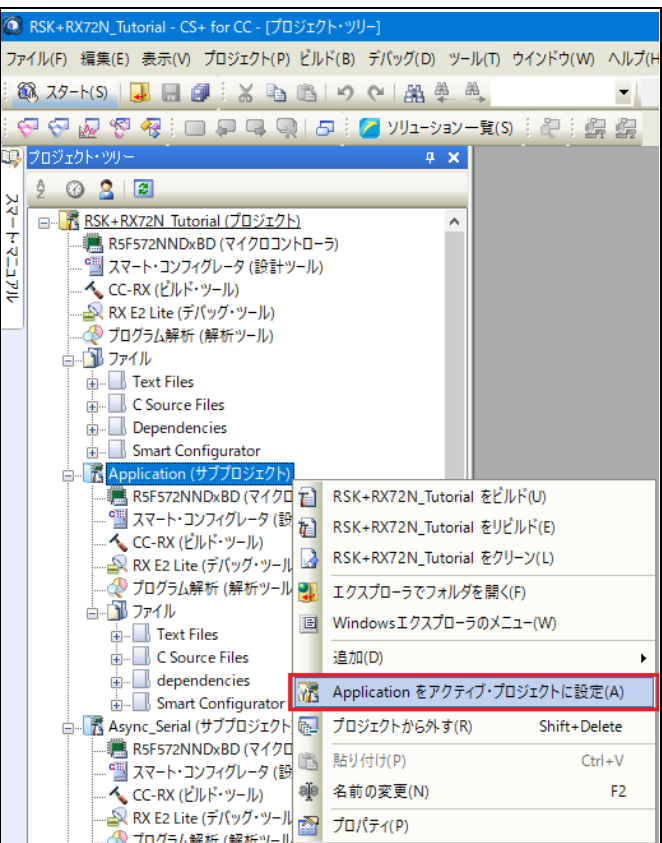 RSK+RX72N_Tutorial - CS+ for CC - [プロジェクト・ツリー]
ファイル(F) 編集(E) 表示(V) プロジェクト(P) ビルド(B) デバッグ(D) ツール(T) ウインドウ(W) ヘルプ(H
スタート(S)
ソリューション一覧(S)
プロジェクト・ツリー
スマート・マニュアル
RSK+RX72N_Tutorial (プロジェクト)
R5F572NNDxBD (マイクロコントローラ)
スマート・コンフィグレータ (設計ツール)
CC-RX (ビルド・ツール)
RX E2 Lite (デバッグ・ツール)
プログラム解析 (解析ツール)
ファイル
Text Files
C Source Files
Dependencies
Smart Configurator
Application (サブプロジェクト)
R5F572NNDxBD (マイクロ
スマート・コンフィグレータ (設
CC-RX (ビルド・ツール)
RX E2 Lite (デバッグ・ツール
プログラム解析 (解析ツール
ファイル
Text Files
C Source Files
dependencies
Smart Configurator
Async_Serial (サブプロジェクト
R5F572NNDxBD (マイクロ
スマート・コンフィグレータ (設
CC-RX (ビルド・ツール)
RX E2 Lite (デバッグ・ツール
プログラム解析 (解析ツール
RSK+RX72N_Tutorial をビルド(U)
RSK+RX72N_Tutorial をリビルド(E)
RSK+RX72N_Tutorial をクリーン(L)
エクスプローラでフォルダを開く(F)
Windowsエクスプローラのメニュー(W)
追加(D)
Application をアクティブ・プロジェクトに設定(A)
プロジェクトから外す(R) Shift+Delete
貼り付け(P) Ctrl+V
名前の変更(N) F2
プロパティ(P)